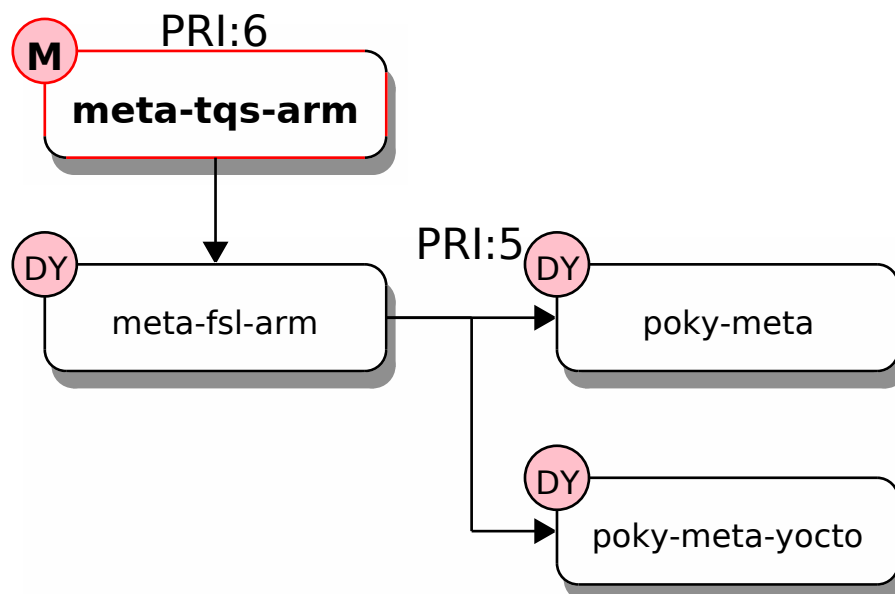 PRI:6
M
meta-tqs-arm
PRI:5
DY
DY
meta-fsl-arm
poky-meta
DY
poky-meta-yocto